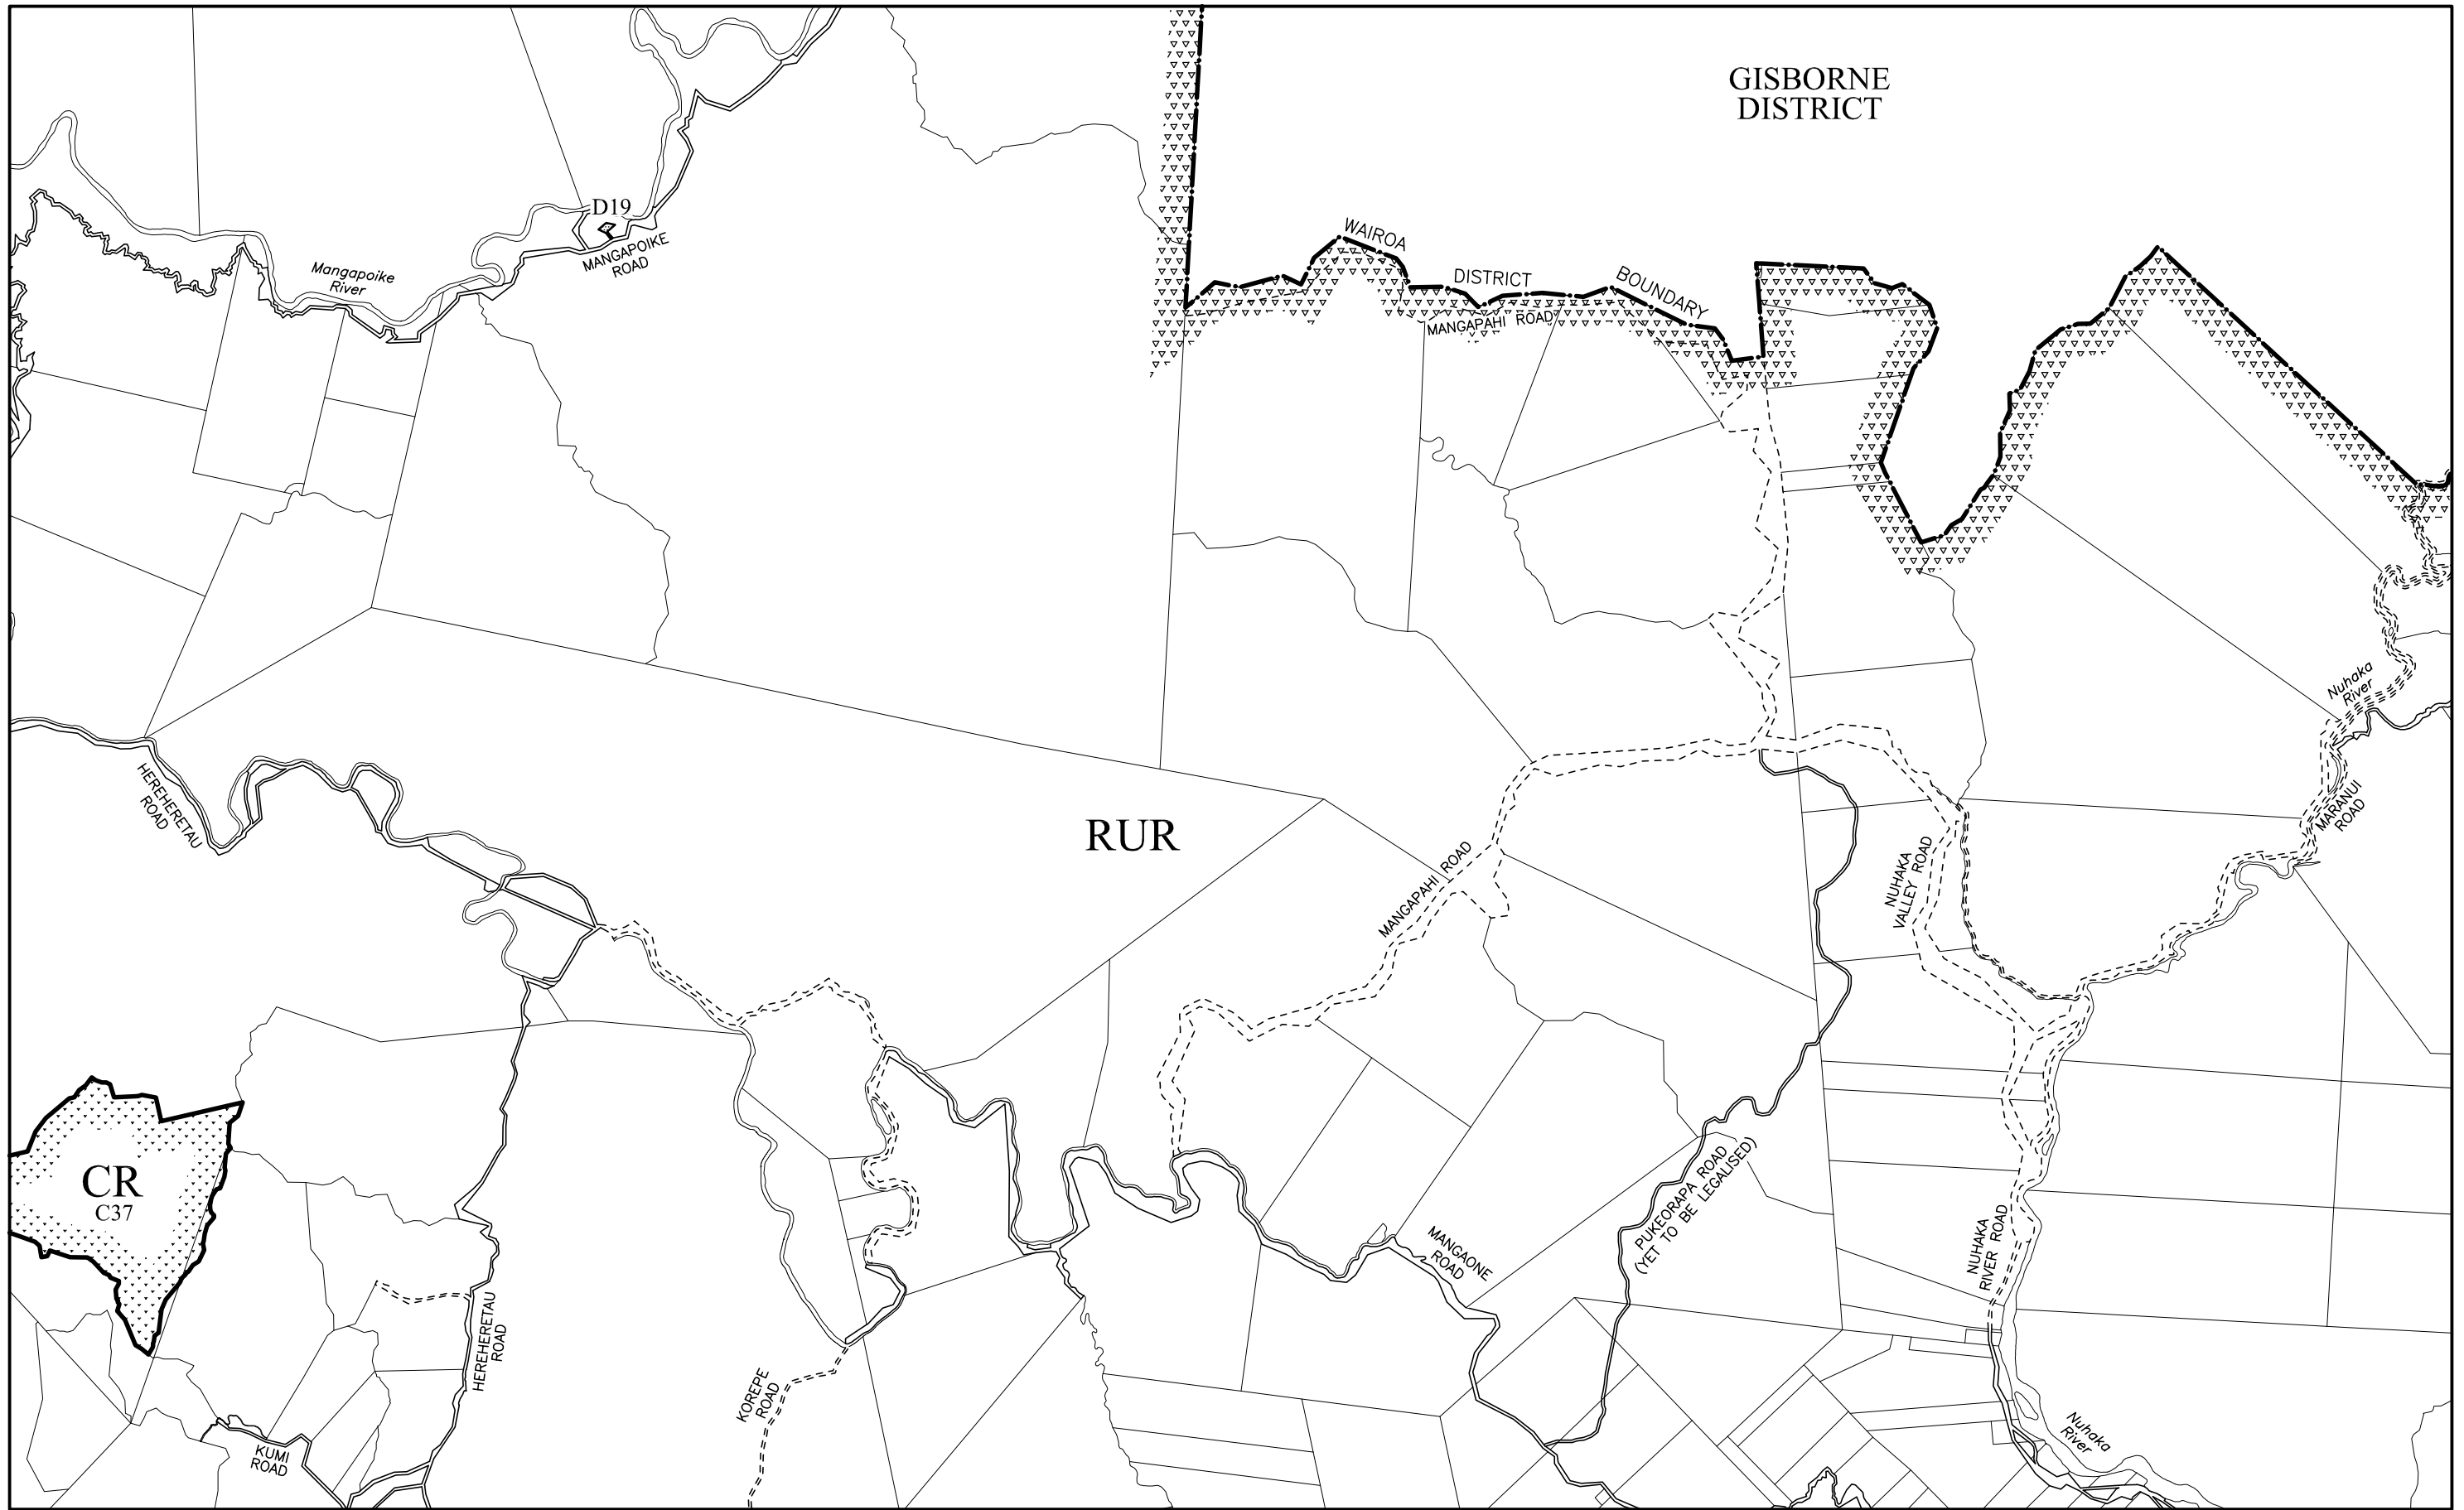 GISBORNE
DISTRICT
D19
MANGAPOIKE
ROAD
WAIROA
DISTRICT
BOUNDARY
Mangapoike
River
MANGAPAHI ROAD
Nuhaka
River
HEREHERETAU
ROAD
RUR
MARANUI
ROAD
MANGAPAHI ROAD
NUHAKA
VALLEY ROAD
CR
C37
PUKEORAPA ROAD
(YET TO BE LEGALISED)
MANGAONE
ROAD
NUHAKA
RIVER ROAD
HEREHERETAU
ROAD
KOREPE
ROAD
KUMI
ROAD
Nuhaka
River